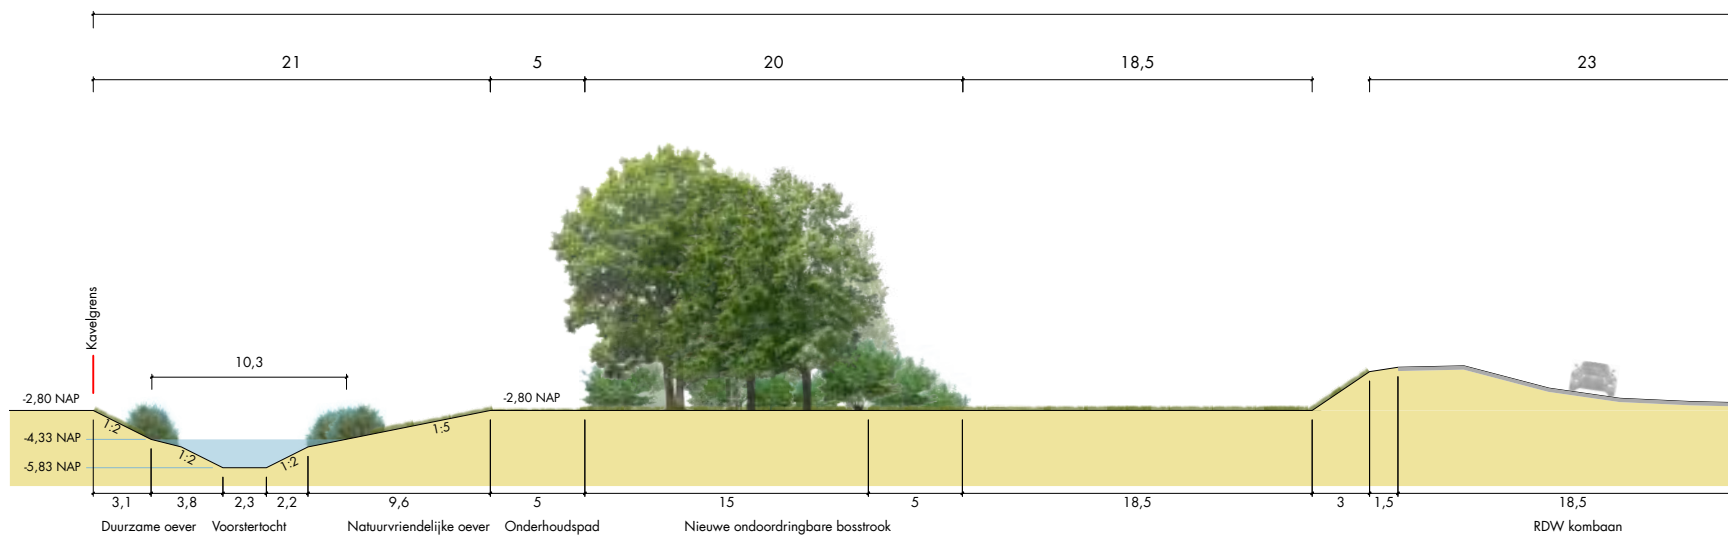 21 5 20 18,5 23
Kavelgrens
10,3
-2,80 NAP
-2,80 NAP
1:2
1:5
-4,33 NAP
1:2
1:2
-5,83 NAP
3,1 3,8 2,3 2,2 9,6 5 15 5 18,5 3 1,5 18,5
Duurzame oever Voorstertocht Natuurvriendelijke oever Onderhoudspad Nieuwe ondoordringbare bosstrook RDW kombaan